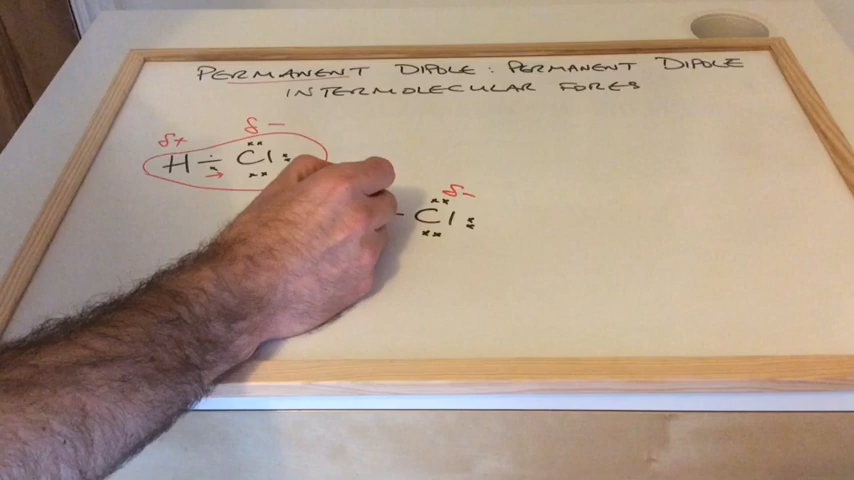 PERMANENT DIPOLE : PERMANENT DIPOLE
INTERMOLECULAR FORES
δ+ δ-
H Cl
δ-
- Cl